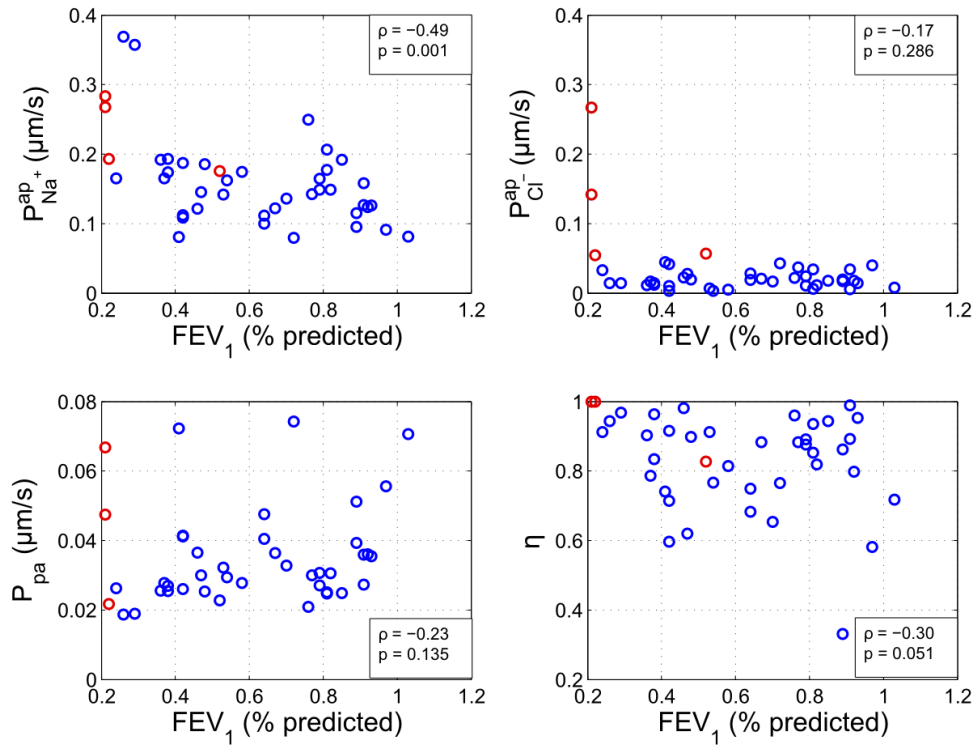 0.4
0.3
0.2
0.1
0
P^ap_Na+ (μm/s)
ρ = −0.49
p = 0.001
0.2 0.4 0.6 0.8 1 1.2
FEV1 (% predicted)
0.4
0.3
0.2
0.1
0
P^ap_Cl− (μm/s)
ρ = −0.17
p = 0.286
0.2 0.4 0.6 0.8 1 1.2
FEV1 (% predicted)
0.08
0.06
0.04
0.02
0
Ppa (μm/s)
ρ = −0.23
p = 0.135
0.2 0.4 0.6 0.8 1 1.2
FEV1 (% predicted)
1
0.8
0.6
0.4
0.2
η
ρ = −0.30
p = 0.051
0.2 0.4 0.6 0.8 1 1.2
FEV1 (% predicted)